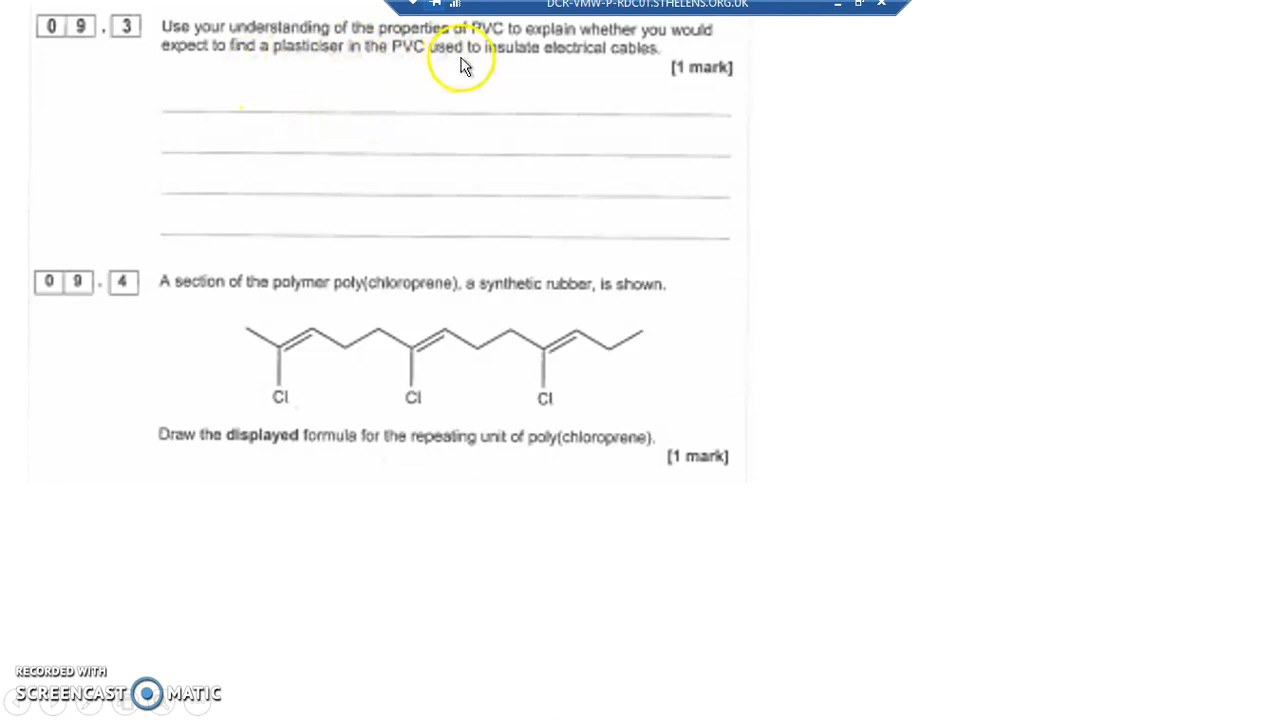 DCR-VMW-P-RDC01.STHELENS.ORG.UK
0 9 . 3 Use your understanding of the properties of PVC to explain whether you would
expect to find a plasticiser in the PVC used to insulate electrical cables.
[1 mark]
0 9 . 4 A section of the polymer poly(chloroprene), a synthetic rubber, is shown.
Cl Cl Cl
Draw the displayed formula for the repeating unit of poly(chloroprene).
[1 mark]
RECORDED WITH
SCREENCAST MATIC